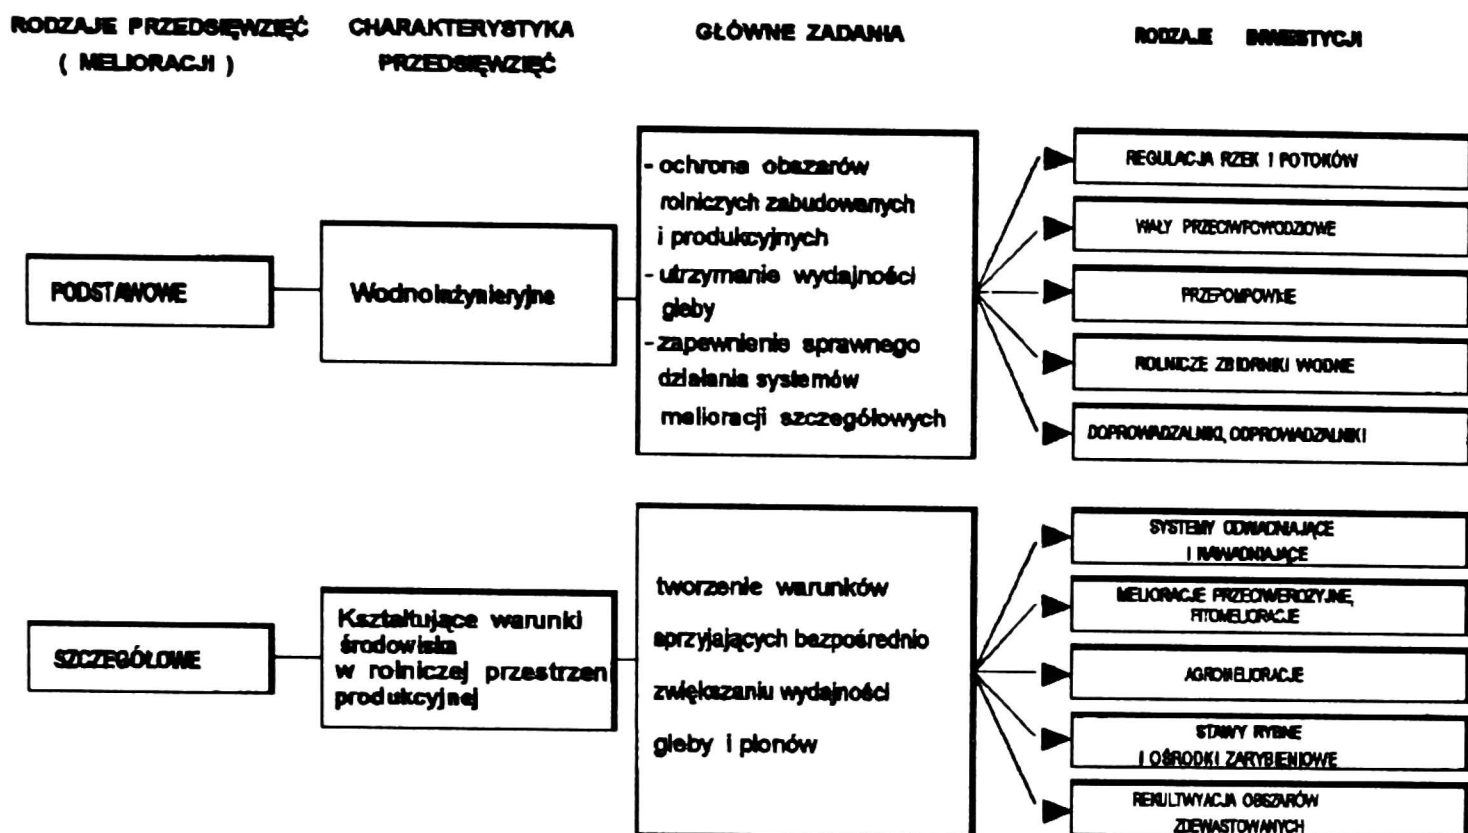 RODZAJE PRZEDSIĘWZIĘĆ
( MELIORACJI )
CHARAKTERYSTYKA
PRZEDSIĘWZIĘĆ
GŁÓWNE ZADANIA
RODZAJE INWESTYCJI
PODSTAWOWE
Wodnoinżynieryjne
- ochrona obszarów
rolniczych zabudowanych
i produkcyjnych
- utrzymanie wydajności
gleby
- zapewnienie sprawnego
działania systemów
melioracji szczegółowych
REGULACJA RZEK I POTOKÓW
WAŁY PRZECIWPOWODZIOWE
PRZEPOMPOWNIE
ROLNICZE ZBIORNIKI WODNE
DOPROWADZALNIKI, ODPROWADZALNIKI
SZCZEGÓŁOWE
Kształtujące warunki
środowiska
w rolniczej przestrzen
produkcyjnej
tworzenie warunków
sprzyjających bezpośrednio
zwiększaniu wydajności
gleby i plonów
SYSTEMY ODWADNIAJĄCE
I NAWADNIAJĄCE
MELIORACJE PRZECIWEROZYJNE,
FITOMELIORACJE
AGROMELIORACJE
STAWY RYBNE
I OŚRODKI ZARYBIENIOWE
REKULTWYACJA OBSZARÓW
ZDEWASTOWANYCH